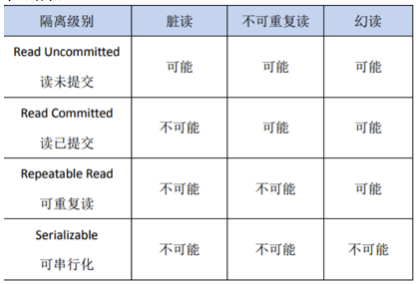 隔离级别 脏读 不可重复读 幻读
Read Uncommitted
读未提交
可能 可能 可能
Read Committed
读已提交
不可能 可能 可能
Repeatable Read
可重复读
不可能 不可能 可能
Serializable
可串行化
不可能 不可能 不可能